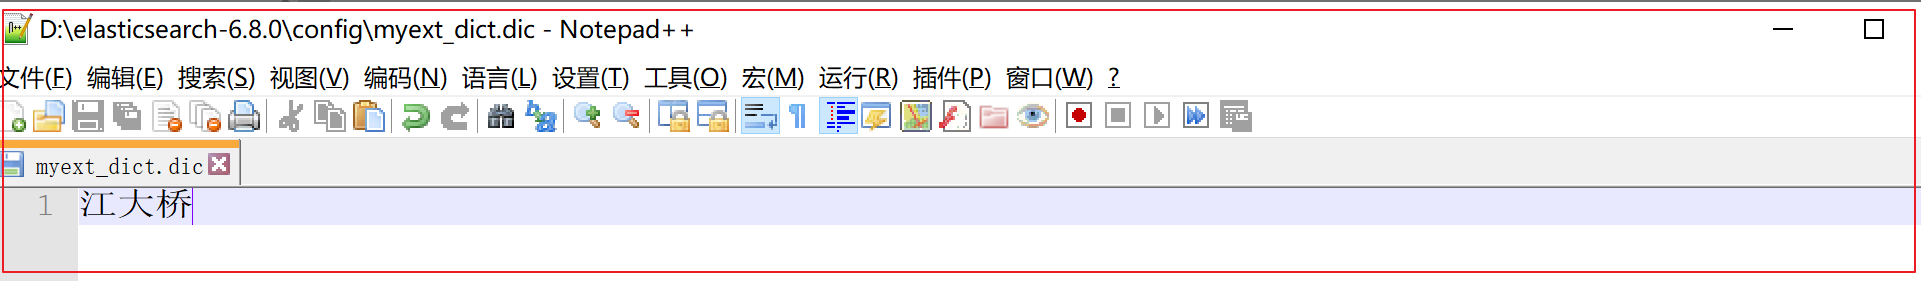 D:\elasticsearch-6.8.0\config\myext_dict.dic - Notepad++
文件(F) 编辑(E) 搜索(S) 视图(V) 编码(N) 语言(L) 设置(T) 工具(O) 宏(M) 运行(R) 插件(P) 窗口(W) ?
myext_dict.dic
1 江大桥